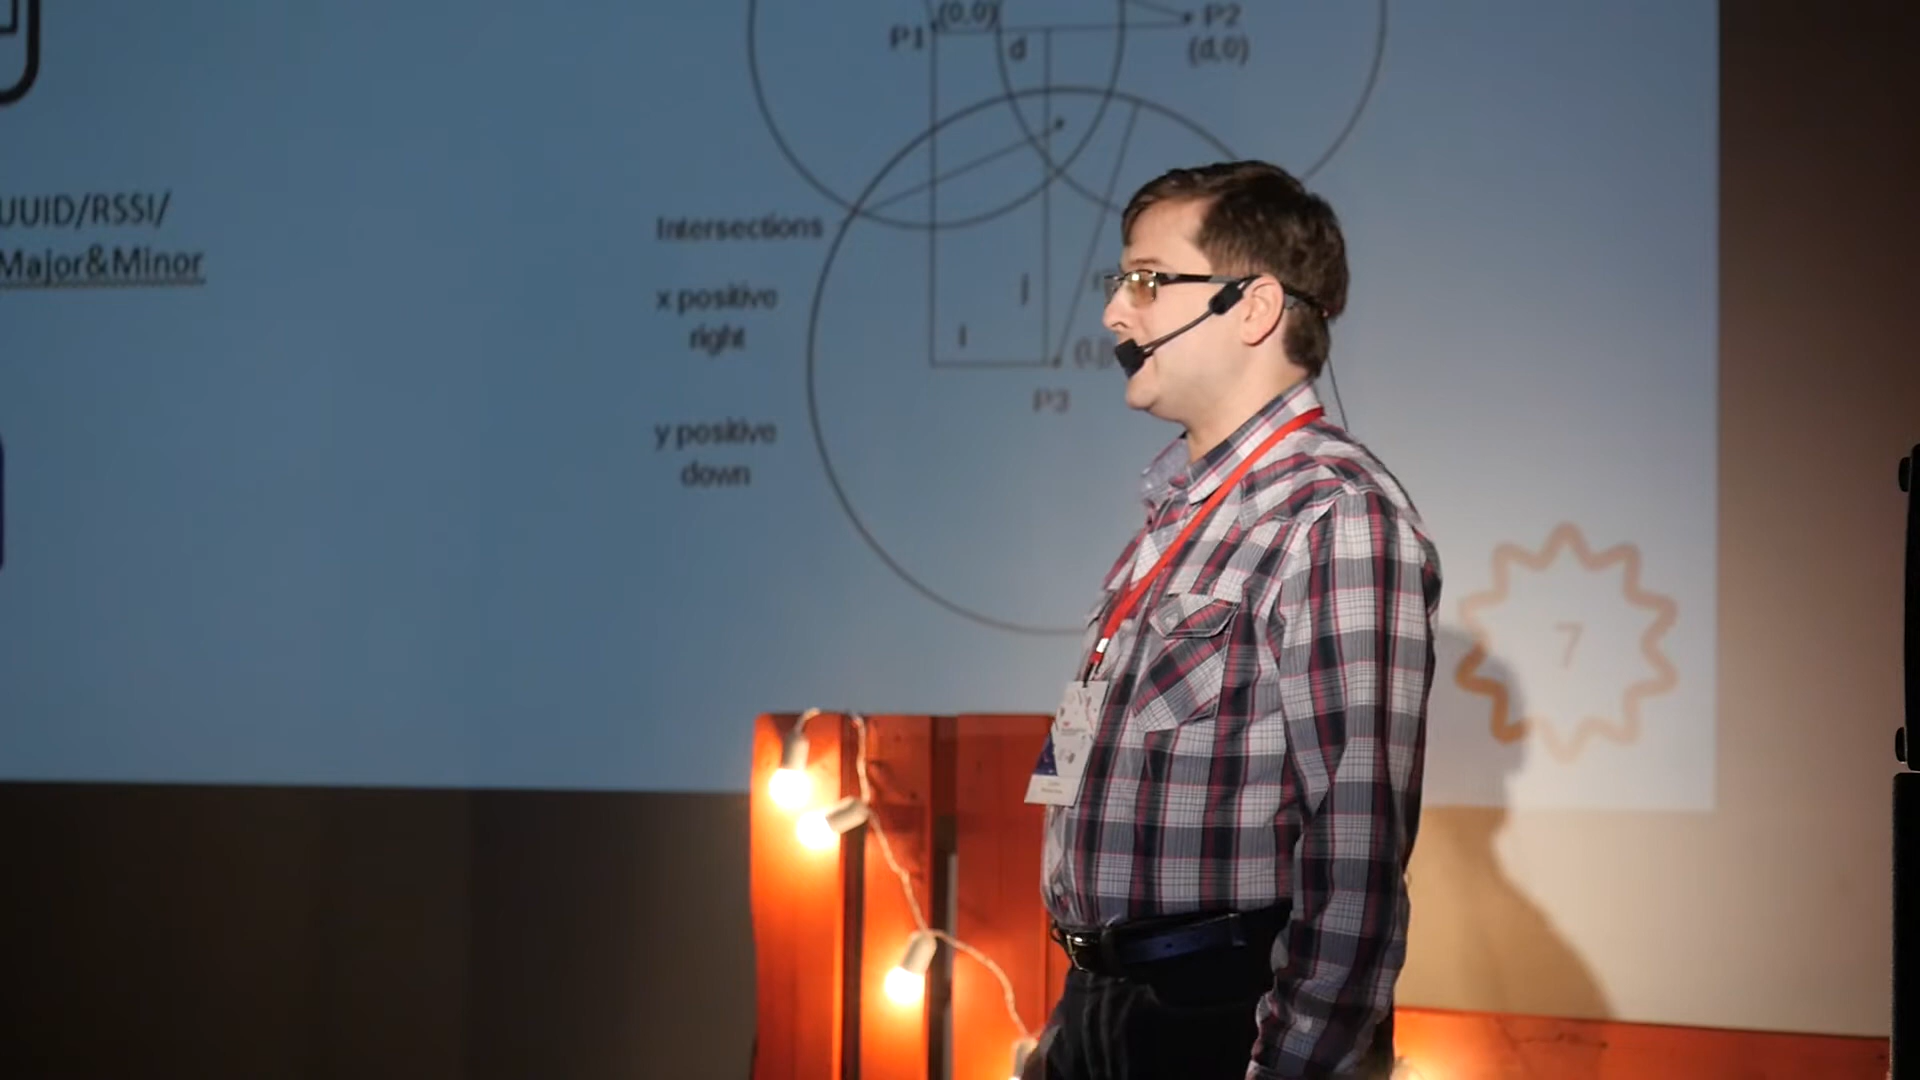 (0,0)
P2
P1
d
(d,0)
UUID/RSSI/
Major&Minor
Intersections
x positive
right
j
r
i
(i,j)
P3
y positive
down
7